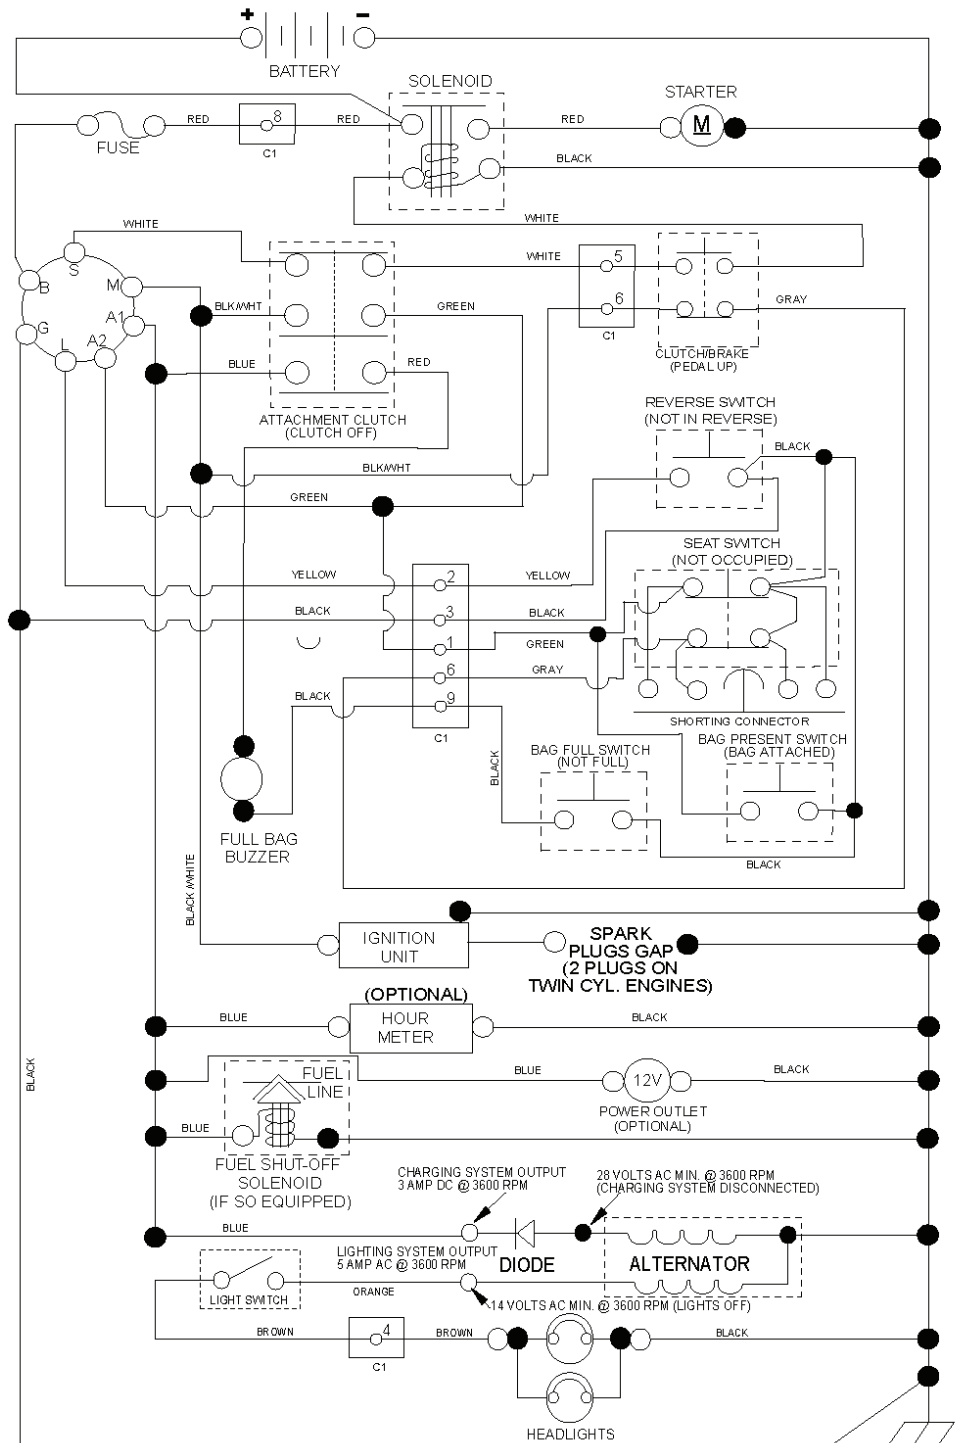 + −
BATTERY
SOLENOID
STARTER
FUSE
RED
8
C1
RED
RED
M
BLACK
WHITE
WHITE
WHITE
5
6
C1
S
B
M
G
A1
L
A2
BLK/WHT
GREEN
GRAY
BLUE
RED
CLUTCH/BRAKE
(PEDAL UP)
ATTACHMENT CLUTCH
(CLUTCH OFF)
REVERSE SWITCH
(NOT IN REVERSE)
BLACK
BLK/WHT
GREEN
SEAT SWITCH
(NOT OCCUPIED)
YELLOW
2
YELLOW
BLACK
3
BLACK
1
GREEN
6
GRAY
BLACK
9
C1
SHORTING CONNECTOR
BAG FULL SWITCH
(NOT FULL)
BAG PRESENT SWITCH
(BAG ATTACHED)
BLACK
FULL BAG
BUZZER
BLACK
BLACK/WHITE
IGNITION
UNIT
SPARK
PLUGS GAP
(2 PLUGS ON
TWIN CYL. ENGINES)
(OPTIONAL)
BLUE
HOUR
METER
BLACK
BLACK
FUEL
LINE
BLUE
12V
BLACK
POWER OUTLET
(OPTIONAL)
BLUE
FUEL SHUT-OFF
SOLENOID
(IF SO EQUIPPED)
CHARGING SYSTEM OUTPUT
3 AMP DC @ 3600 RPM
28 VOLTS AC MIN. @ 3600 RPM
(CHARGING SYSTEM DISCONNECTED)
BLUE
LIGHTING SYSTEM OUTPUT
5 AMP AC @ 3600 RPM
DIODE
ALTERNATOR
LIGHT SWITCH
ORANGE
14 VOLTS AC MIN. @ 3600 RPM (LIGHTS OFF)
BROWN
4
C1
BROWN
BLACK
HEADLIGHTS